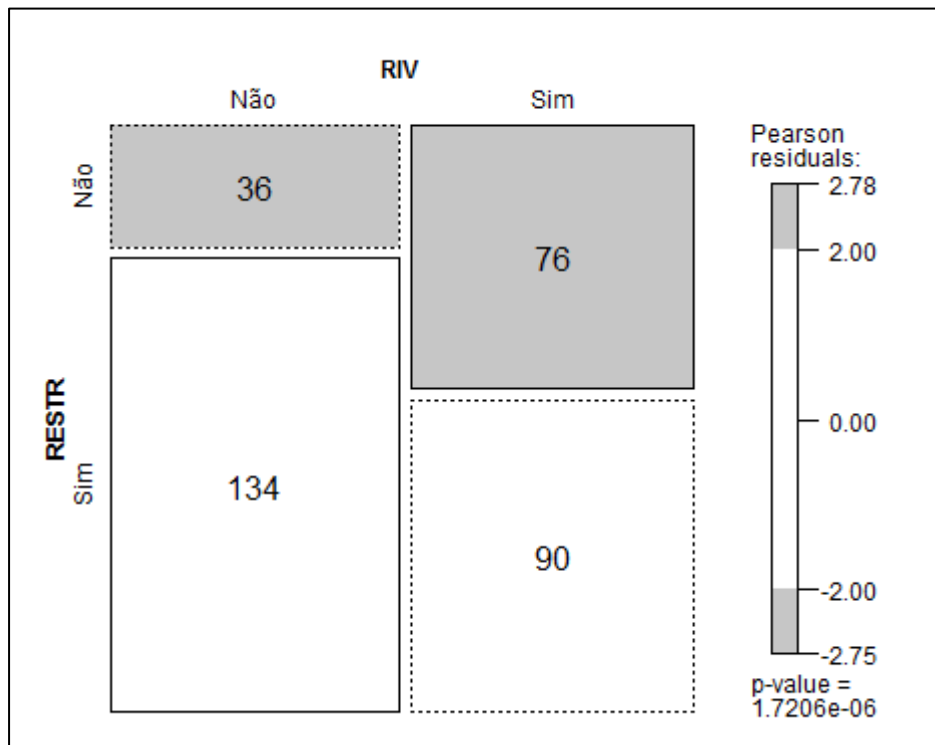 RIV
Não
Sim
Não
36
76
RESTR
Sim
134
90
Pearson
residuals:
2.78
2.00
0.00
-2.00
-2.75
p-value =
1.7206e-06